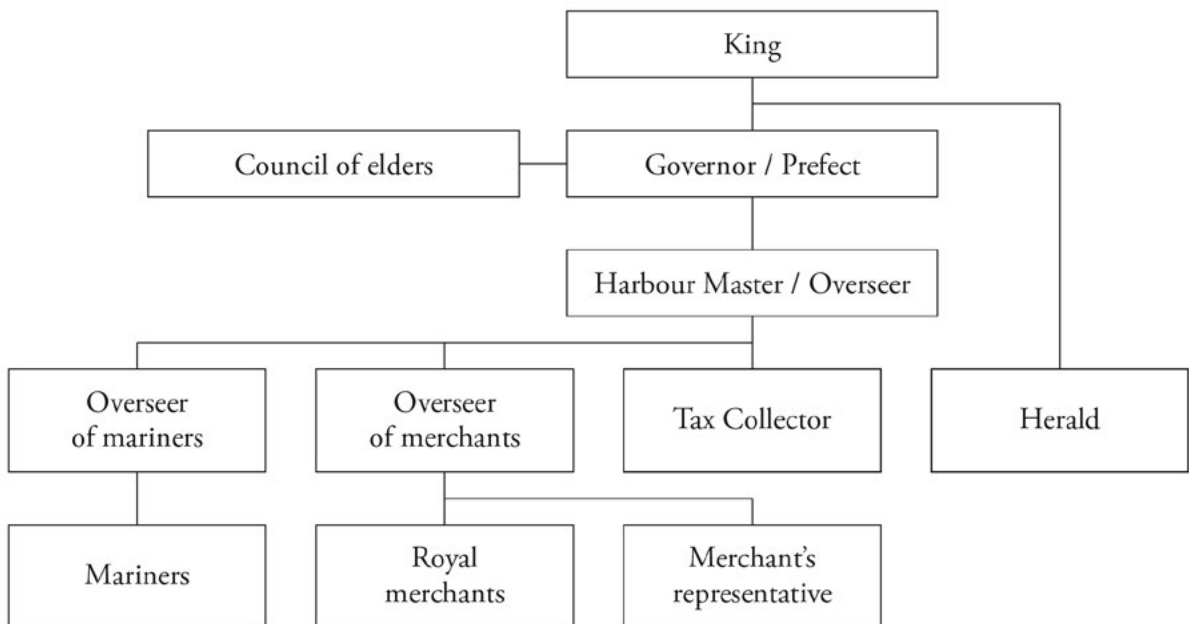 King
Council of elders
Governor / Prefect
Harbour Master / Overseer
Overseer
of mariners
Overseer
of merchants
Tax Collector
Herald
Mariners
Royal
merchants
Merchant’s
representative